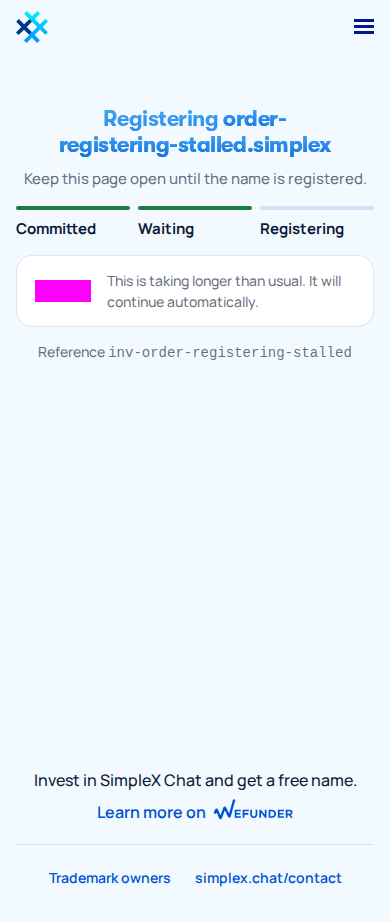 Registering order-
registering-stalled.simplex
Keep this page open until the name is registered.
Committed
Waiting
Registering
This is taking longer than usual. It will
continue automatically.
Reference inv-order-registering-stalled
Invest in SimpleX Chat and get a free name.
Learn more on WEFUNDER
Trademark owners
simplex.chat/contact